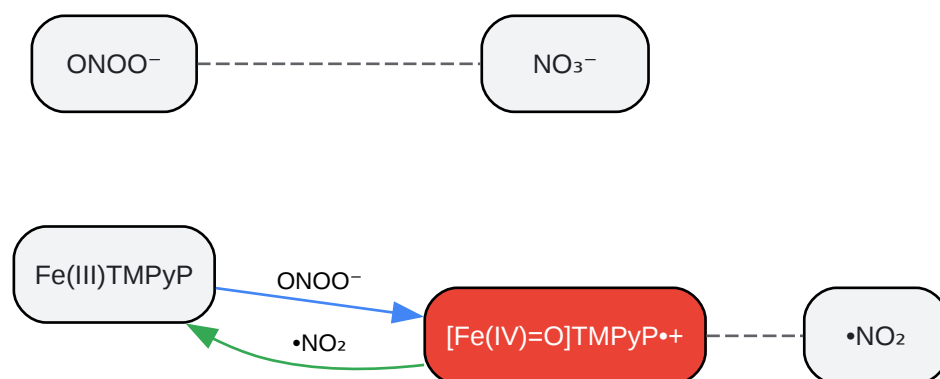 ONOO⁻
NO₃⁻
Fe(III)TMPyP
ONOO⁻
•NO₂
[Fe(IV)=O]TMPyP•+
•NO₂